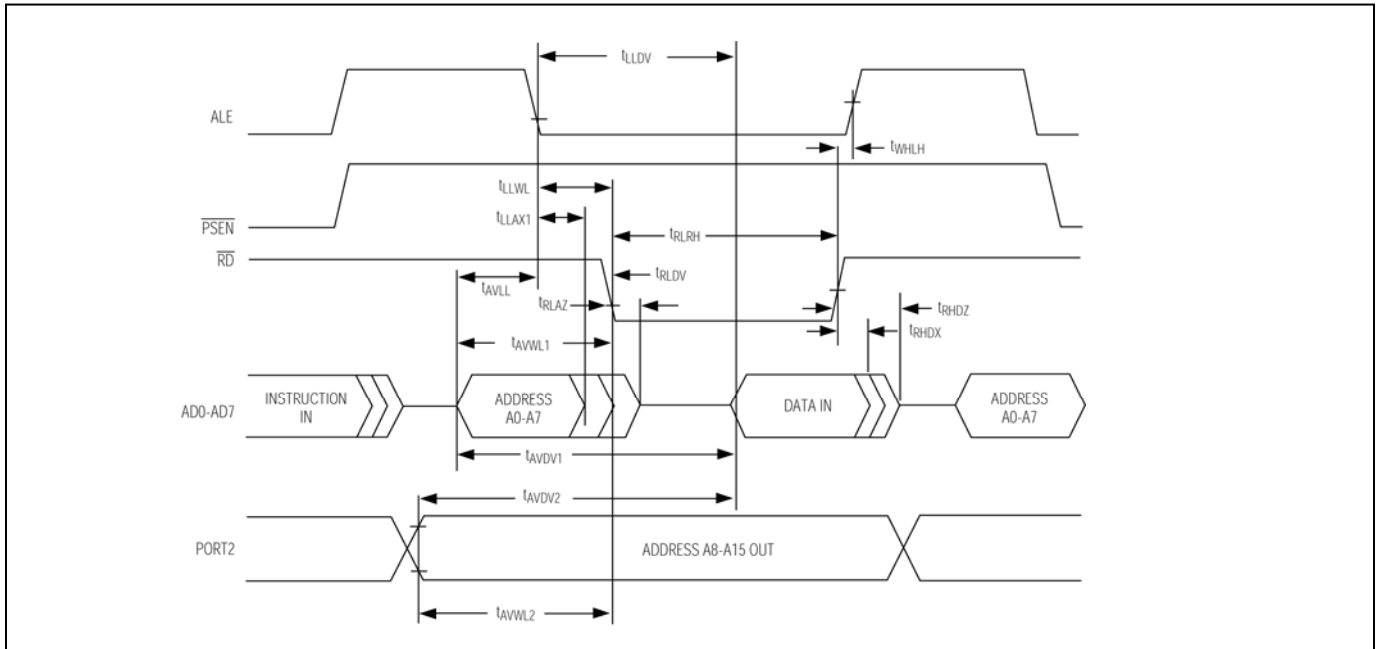 tLLDV
ALE
tWHLH
tLLWL
tLLAX1
PSEN
tRLRH
RD
tRLDV
tAVLL
tRLAZ
tRHDZ
tRHDX
tAVWL1
AD0-AD7
INSTRUCTION
IN
ADDRESS
A0-A7
DATA IN
ADDRESS
A0-A7
tAVDV1
tAVDV2
PORT2
ADDRESS A8-A15 OUT
tAVWL2